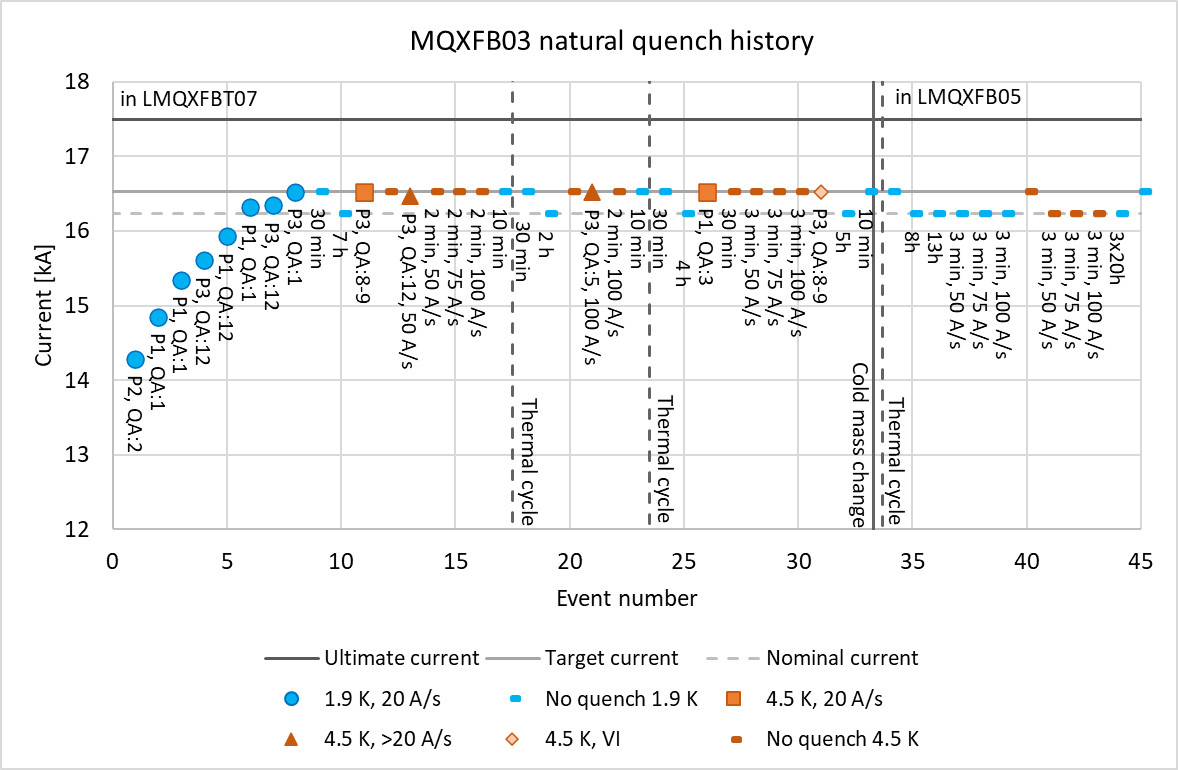 MQXFB03 natural quench history
Current [kA]
18
17
16
15
14
13
12
in LMQXFBT07
in LMQXFB05
P2, QA:2
P1, QA:1
P1, QA:1
P3, QA:12
P1, QA:12
P1, QA:1
P3, QA:12
P3, QA:1
30 min
7 h
P3, QA:8-9
P3, QA:12, 50 A/s
2 min, 50 A/s
2 min, 75 A/s
2 min, 100 A/s
10 min
30 min
2 h
P3, QA:5, 100 A/s
2 min, 100 A/s
10 min
30 min
4 h
P1, QA:3
30 min
3 min, 50 A/s
3 min, 75 A/s
3 min, 100 A/s
P3, QA:8-9
5h
10 min
8h
13h
3 min, 50 A/s
3 min, 75 A/s
3 min, 100 A/s
3 min, 50 A/s
3 min, 75 A/s
3 min, 100 A/s
3x20h
Thermal cycle
Thermal cycle
Cold mass change
Thermal cycle
0
5
10
15
20
25
30
35
40
45
Event number
Ultimate current
Target current
Nominal current
1.9 K, 20 A/s
No quench 1.9 K
4.5 K, 20 A/s
4.5 K, >20 A/s
4.5 K, VI
No quench 4.5 K